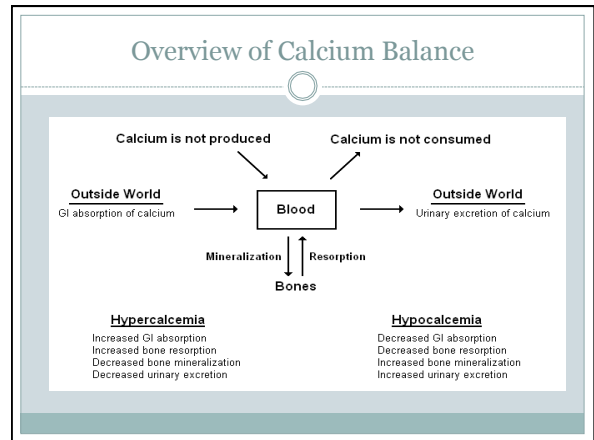 Overview of Calcium Balance
Calcium is not produced
Calcium is not consumed
Outside World
GI absorption of calcium
Blood
Outside World
Urinary excretion of calcium
Mineralization
Resorption
Bones
Hypercalcemia
Increased GI absorption
Increased bone resorption
Decreased bone mineralization
Decreased urinary excretion
Hypocalcemia
Decreased GI absorption
Decreased bone resorption
Increased bone mineralization
Increased urinary excretion